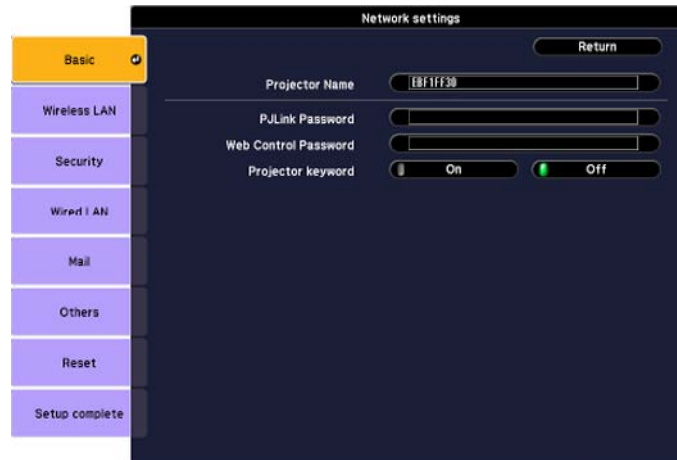 Network settings
Return
Basic
Projector Name EBF1FF30
Wireless LAN
PJLink Password
Web Control Password
Security
Projector keyword On Off
Wired LAN
Mail
Others
Reset
Setup complete